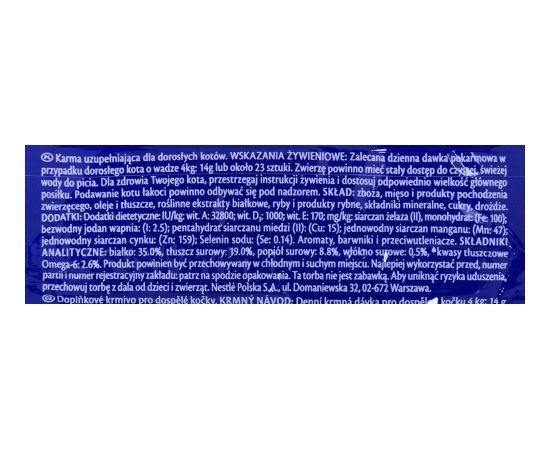 PL Karma uzupełniająca dla dorosłych kotów. WSKAZANIA ŻYWIENIOWE: Zalecana dzienna dawka pokarmowa w
przypadku dorosłego kota o wadze 4kg: 14g lub około 23 sztuki. Zwierzę powinno mieć stały dostęp do czystej, świeżej
wody do picia. Dla zdrowia Twojego kota, przestrzegaj instrukcji żywienia i dostosuj odpowiednio wielkość głównego
posiłku. Podawanie kotu łakoci powinno odbywać się pod nadzorem. SKŁAD: zboża, mięso i produkty pochodzenia
zwierzęcego, oleje i tłuszcze, roślinne ekstrakty białkowe, ryby i produkty rybne, składniki mineralne, cukry, drożdże.
DODATKI: Dodatki dietetyczne: IU/kg: wit. A: 32800; wit. D₃: 1000; wit. E: 170; mg/kg: siarczan żelaza (II), monohydrat: (Fe: 100);
bezwodny jodan wapnia: (I: 2.5); pentahydrat siarczanu miedzi (II): (Cu: 15); jednowodny siarczan manganu: (Mn: 47);
jednowodny siarczan cynku: (Zn: 159); Selenin sodu: (Se: 0.14). Aromaty, barwniki i przeciwutleniacze. SKŁADNIKI
ANALITYCZNE: białko: 35.0%, tłuszcz surowy: 19.0%, popiół surowy: 8.8%, włókno surowe: 0,5%, *kwasy tłuszczowe
Omega-6: 2.6%. Produkt powinien być przechowywany w chłodnym i suchym miejscu. Najlepiej wykorzystać przed, numer
partii i numer rejestracyjny zakładu: patrz na spodzie opakowania. Ta torba nie jest zabawką. Aby uniknąć ryzyka uduszenia,
przechowuj torbę z dala od dzieci i zwierząt. Nestlé Polska S.A., ul. Domaniewska 32, 02-672 Warszawa.
Doplňkové krmivo pro dospělé kočky. KRMNÝ NÁVOD: Denní krmná dávka pro dospělou kočku 4 kg: 14 g